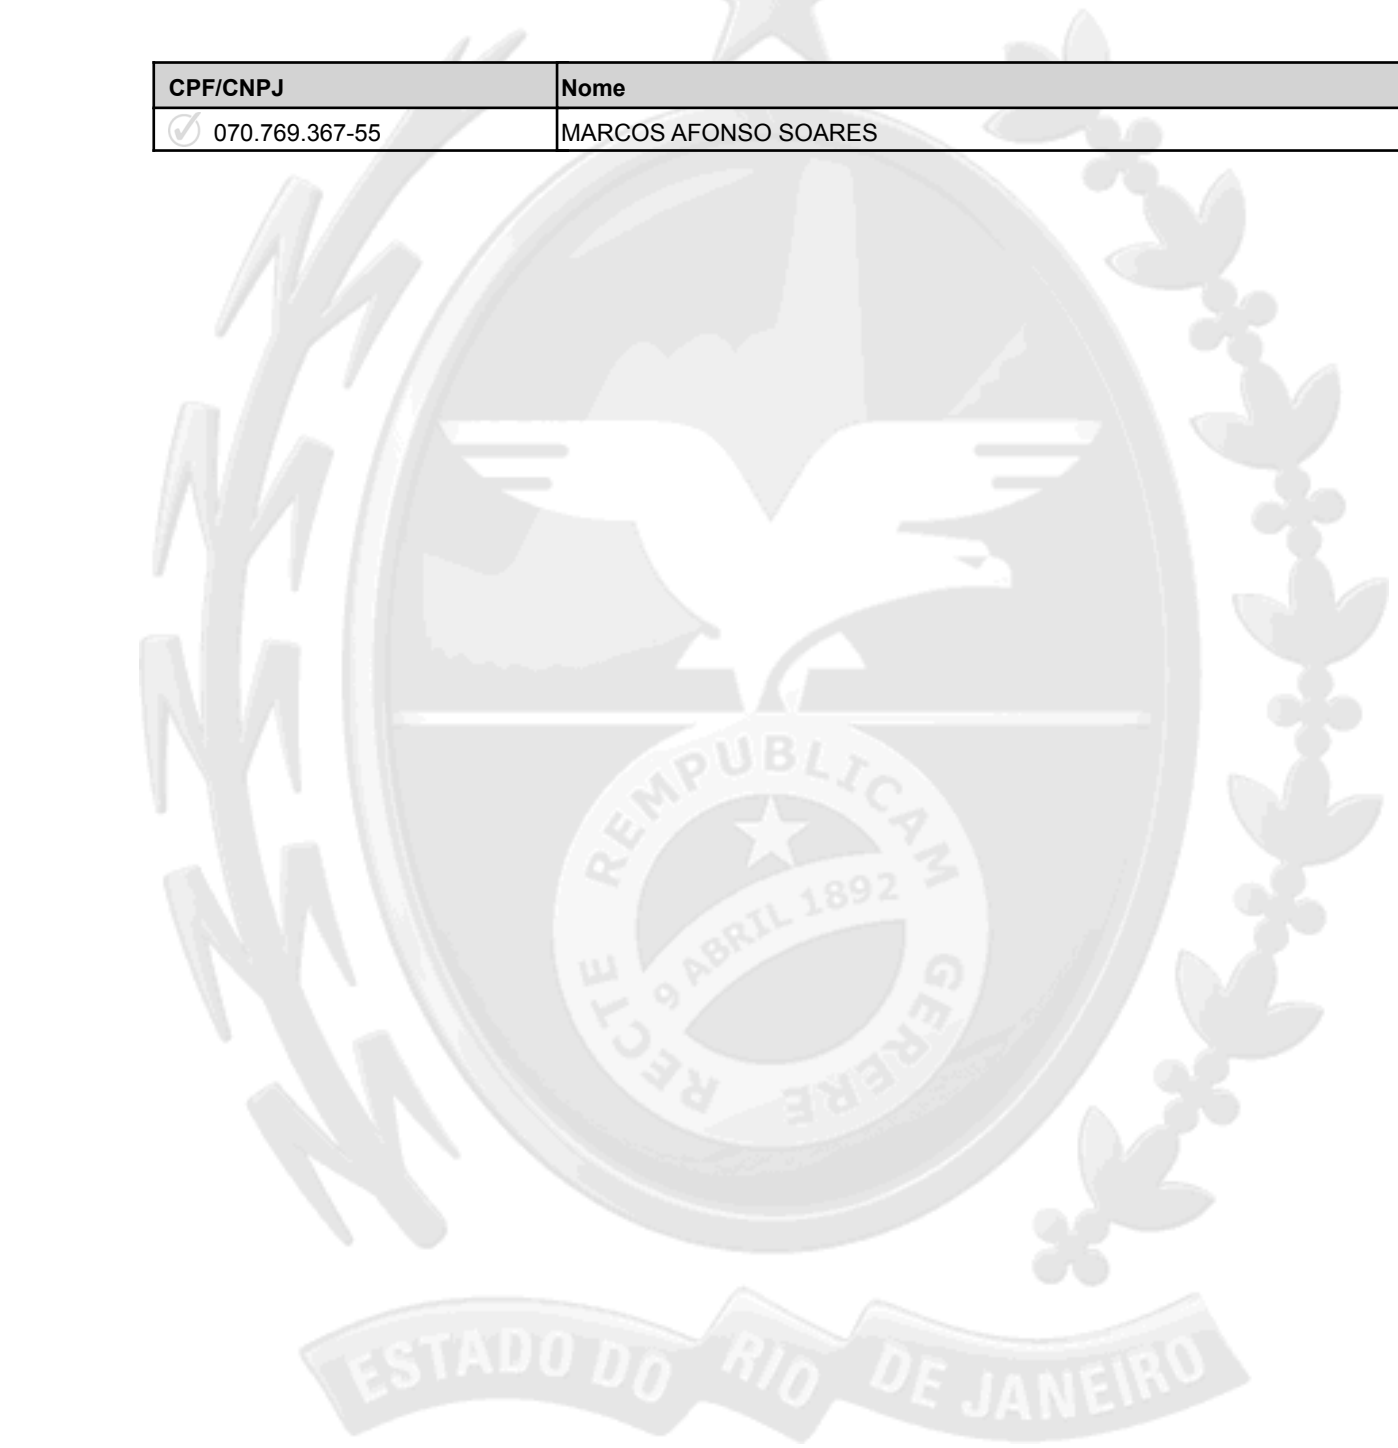 CPF/CNPJ Nome
070.769.367-55 MARCOS AFONSO SOARES
REMPUBLICAM
9 ABRIL 1892
RECTE GERERE
ESTADO DO RIO DE JANEIRO